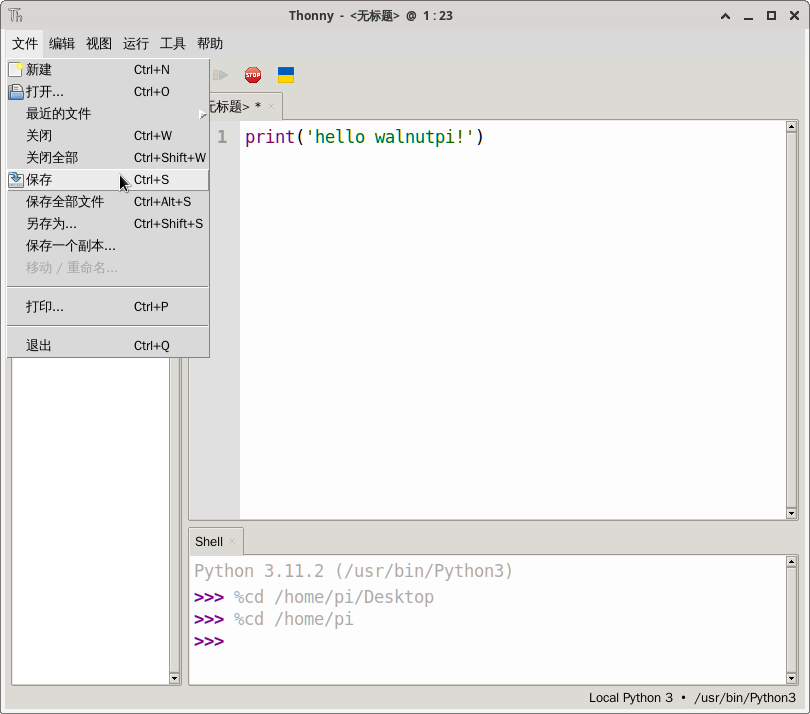 Th Thonny - <无标题> @ 1:23
文件 编辑 视图 运行 工具 帮助
新建 Ctrl+N
打开... Ctrl+O
最近的文件
关闭 Ctrl+W
关闭全部 Ctrl+Shift+W
保存 Ctrl+S
保存全部文件 Ctrl+Alt+S
另存为... Ctrl+Shift+S
保存一个副本...
移动 / 重命名...
打印... Ctrl+P
退出 Ctrl+Q
STOP
无标题> * ×
1 print('hello walnutpi!')
Shell ×
Python 3.11.2 (/usr/bin/Python3)
>>> %cd /home/pi/Desktop
>>> %cd /home/pi
>>>
Local Python 3 • /usr/bin/Python3